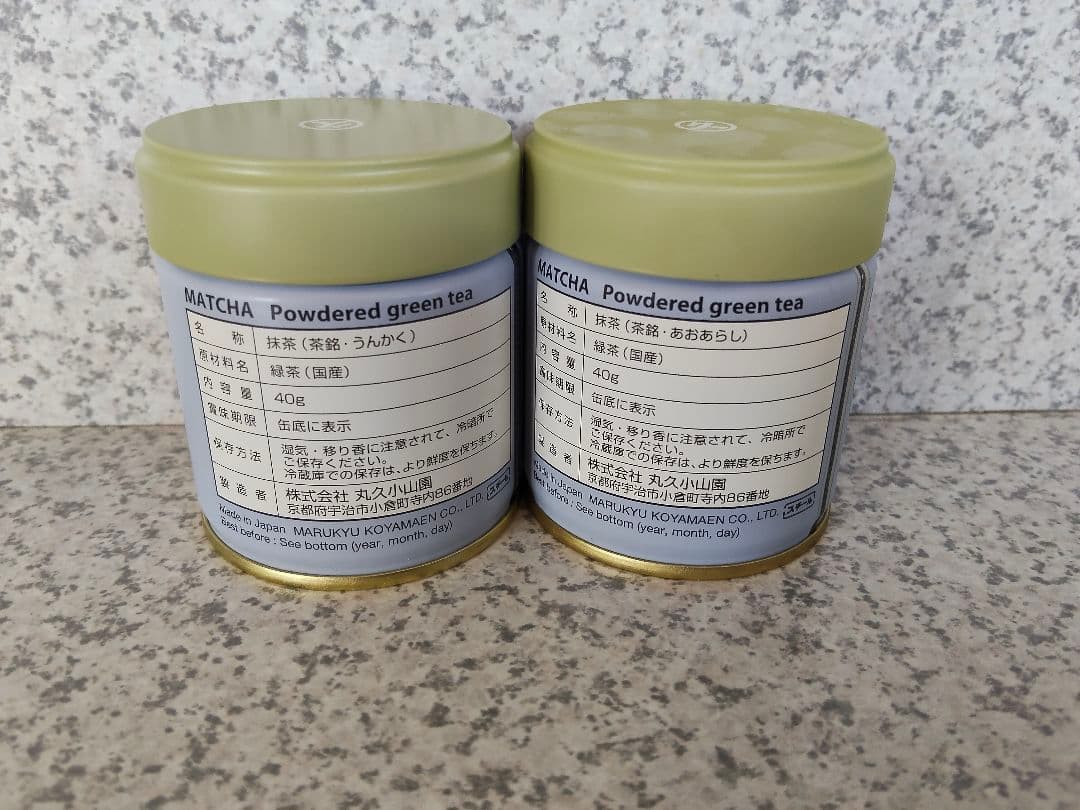 MATCHA Powdered green tea
名称 抹茶(茶銘・うんかく)
原材料名 緑茶(国産)
内容量 40g
賞味期限 缶底に表示
保存方法 湿気・移り香に注意されて、冷暗所で
ご保存ください。
冷蔵庫での保存は、より鮮度を保ちます。
製造者 株式会社 丸久小山園
京都府宇治市小倉町寺内86番地
スチール
Made in Japan MARUKYU KOYAMAEN CO., LTD.
Best before : See bottom (year, month, day)
MATCHA Powdered green tea
名称 抹茶(茶銘・あおあらし)
原材料名 緑茶(国産)
内容量 40g
賞味期限 缶底に表示
保存方法 湿気・移り香に注意されて、冷暗所で
ご保存ください。
冷蔵庫での保存は、より鮮度を保ちます。
製造者 株式会社 丸久小山園
京都府宇治市小倉町寺内86番地
スチール
Made in Japan MARUKYU KOYAMAEN CO., LTD.
Best before : See bottom (year, month, day)